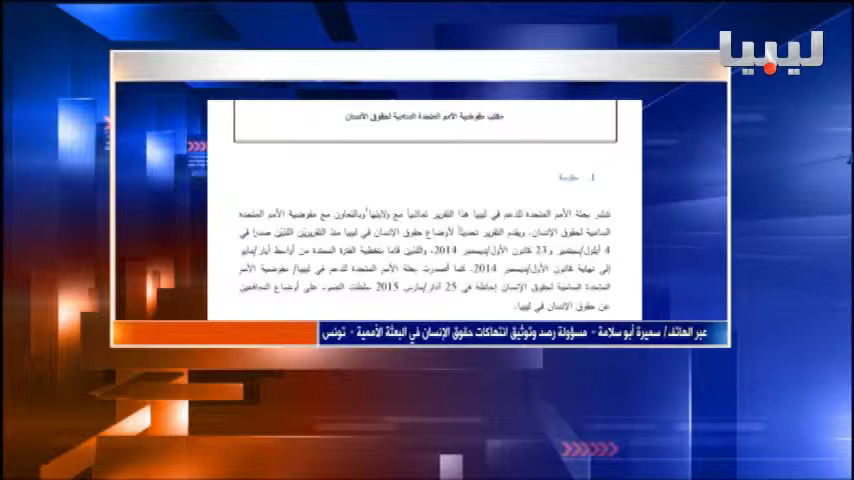 ليبيا
مكتب مفوضية الأمم المتحدة السامية لحقوق الانسان
1. مقدمة
تنشر بعثة الأمم المتحدة للدعم في ليبيا هذا التقرير تماشياً مع ولايتها وبالتعاون مع مفوضية الأمم المتحدة
السامية لحقوق الإنسان. ويقدم التقرير تحديثاً لأوضاع حقوق الإنسان في ليبيا منذ التقريرين اللذين صدرا في
4 أيلول/سبتمبر و23 كانون الأول/ديسمبر 2014، واللذين قاما بتغطية الفترة الممتدة من أواسط أيار/مايو
إلى نهاية كانون الأول/ديسمبر 2014. كما أصدرت بعثة الأمم المتحدة للدعم في ليبيا/ مفوضية الأمم
المتحدة السامية لحقوق الإنسان إحاطة في 25 آذار/مارس 2015 سلطت الضوء على أوضاع المدافعين
عن حقوق الإنسان في ليبيا.
عبر الهاتف/ سميرة أبو سلامة - مسؤولة رصد وتوثيق انتهاكات حقوق الإنسان في البعثة الأممية - تونس